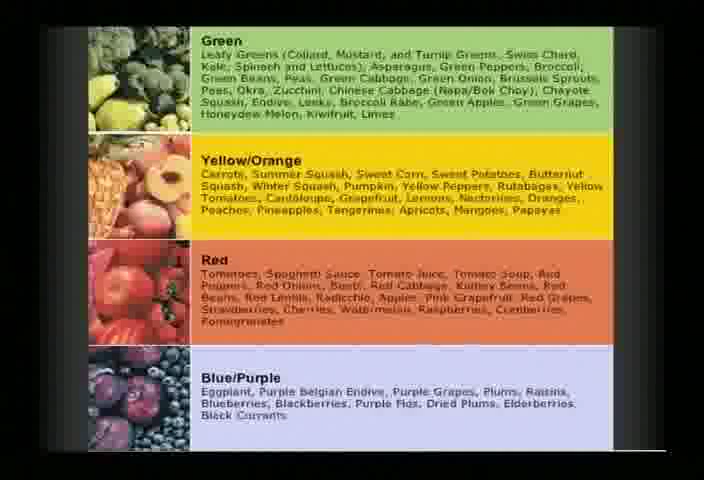 Green
Leafy Greens (Collard, Mustard, and Turnip Greens, Swiss Chard,
Kale, Spinach and Lettuces), Asparagus, Green Peppers, Broccoli,
Green Beans, Peas, Green Cabbage, Green Onion, Brussels Sprouts,
Peas, Okra, Zucchini, Chinese Cabbage (Napa/Bok Choy), Chayote
Squash, Endive, Leeks, Broccoli Rabe, Green Apples, Green Grapes,
Honeydew Melon, Kiwifruit, Limes
Yellow/Orange
Carrots, Summer Squash, Sweet Corn, Sweet Potatoes, Butternut
Squash, Winter Squash, Pumpkin, Yellow Peppers, Rutabagas, Yellow
Tomatoes, Cantaloupe, Grapefruit, Lemons, Nectarines, Oranges,
Peaches, Pineapples, Tangerines, Apricots, Mangoes, Papayas
Red
Tomatoes, Spaghetti Sauce, Tomato Juice, Tomato Soup, Red
Peppers, Red Onions, Beets, Red Cabbage, Kidney Beans, Red
Beans, Red Lentils, Radicchio, Apples, Pink Grapefruit, Red Grapes,
Strawberries, Cherries, Watermelon, Raspberries, Cranberries,
Pomegranates
Blue/Purple
Eggplant, Purple Belgian Endive, Purple Grapes, Plums, Raisins,
Blueberries, Blackberries, Purple Figs, Dried Plums, Elderberries,
Black Currants